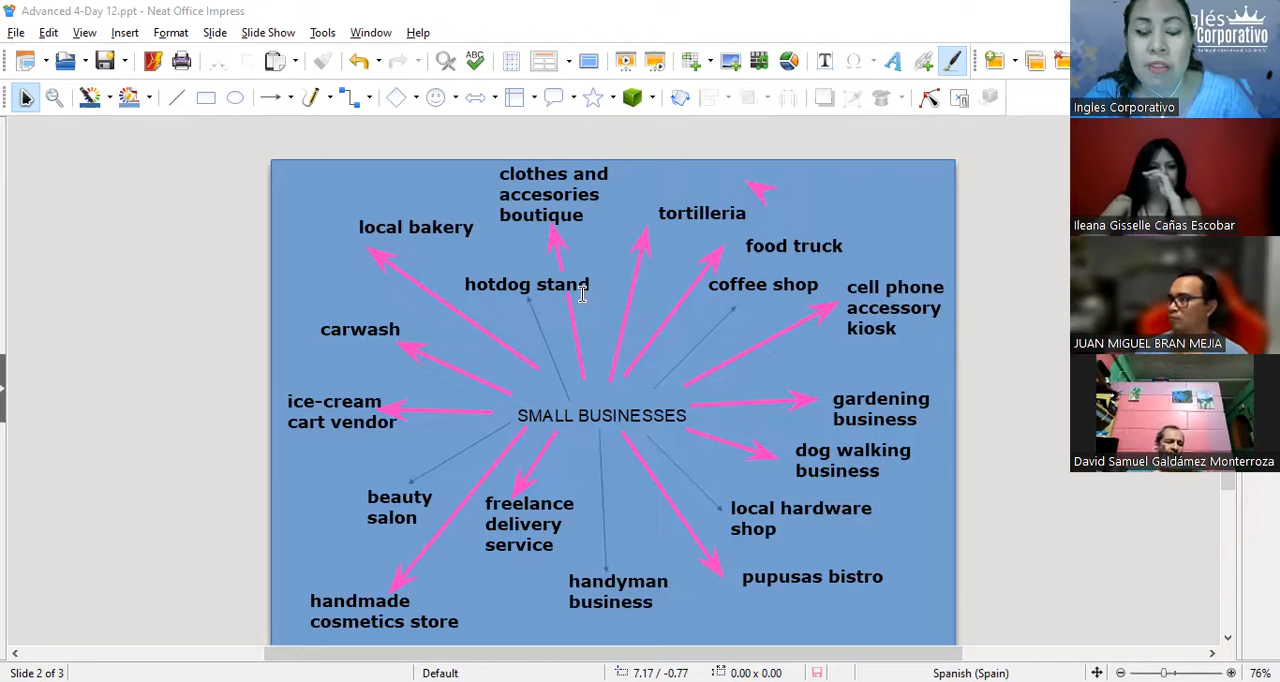 Advanced 4-Day 12.ppt - Neat Office Impress
File Edit View Insert Format Slide Slide Show Tools Window Help
ABC
clothes and
accesories
boutique
tortilleria
local bakery
food truck
hotdog stand
coffee shop
cell phone
accessory
kiosk
carwash
ice-cream
cart vendor
SMALL BUSINESSES
gardening
business
dog walking
business
beauty
salon
freelance
delivery
service
local hardware
shop
handyman
business
pupusas bistro
handmade
cosmetics store
Slide 2 of 3
Default
7.17 / -0.77
0.00 x 0.00
Spanish (Spain)
76%
glés
Corporativo
Ingles Corporativo
Ileana Gisselle Cañas Escobar
JUAN MIGUEL BRAN MEJIA
David Samuel Galdámez Monterroza